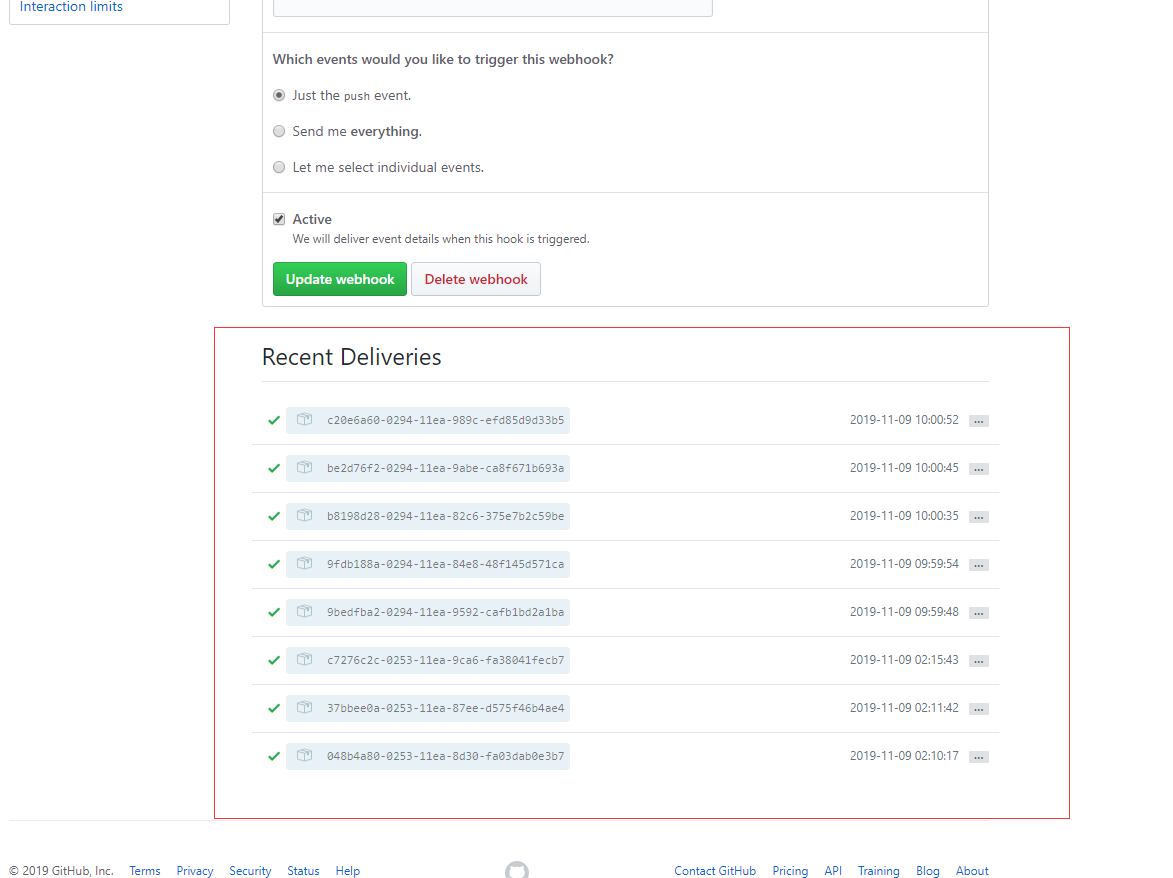 Interaction limits
Which events would you like to trigger this webhook?
Just the push event.
Send me everything.
Let me select individual events.
Active
We will deliver event details when this hook is triggered.
Update webhook Delete webhook
Recent Deliveries
c20e6a60-0294-11ea-989c-efd85d9d33b5 2019-11-09 10:00:52 ...
be2d76f2-0294-11ea-9abe-ca8f671b693a 2019-11-09 10:00:45 ...
b8198d28-0294-11ea-82c6-375e7b2c59be 2019-11-09 10:00:35 ...
9fdb188a-0294-11ea-84e8-48f145d571ca 2019-11-09 09:59:54 ...
9bedfba2-0294-11ea-9592-cafb1bd2a1ba 2019-11-09 09:59:48 ...
c7276c2c-0253-11ea-9ca6-fa38041fecb7 2019-11-09 02:15:43 ...
37bbee0a-0253-11ea-87ee-d575f46b4ae4 2019-11-09 02:11:42 ...
048b4a80-0253-11ea-8d30-fa03dab0e3b7 2019-11-09 02:10:17 ...
© 2019 GitHub, Inc. Terms Privacy Security Status Help Contact GitHub Pricing API Training Blog About